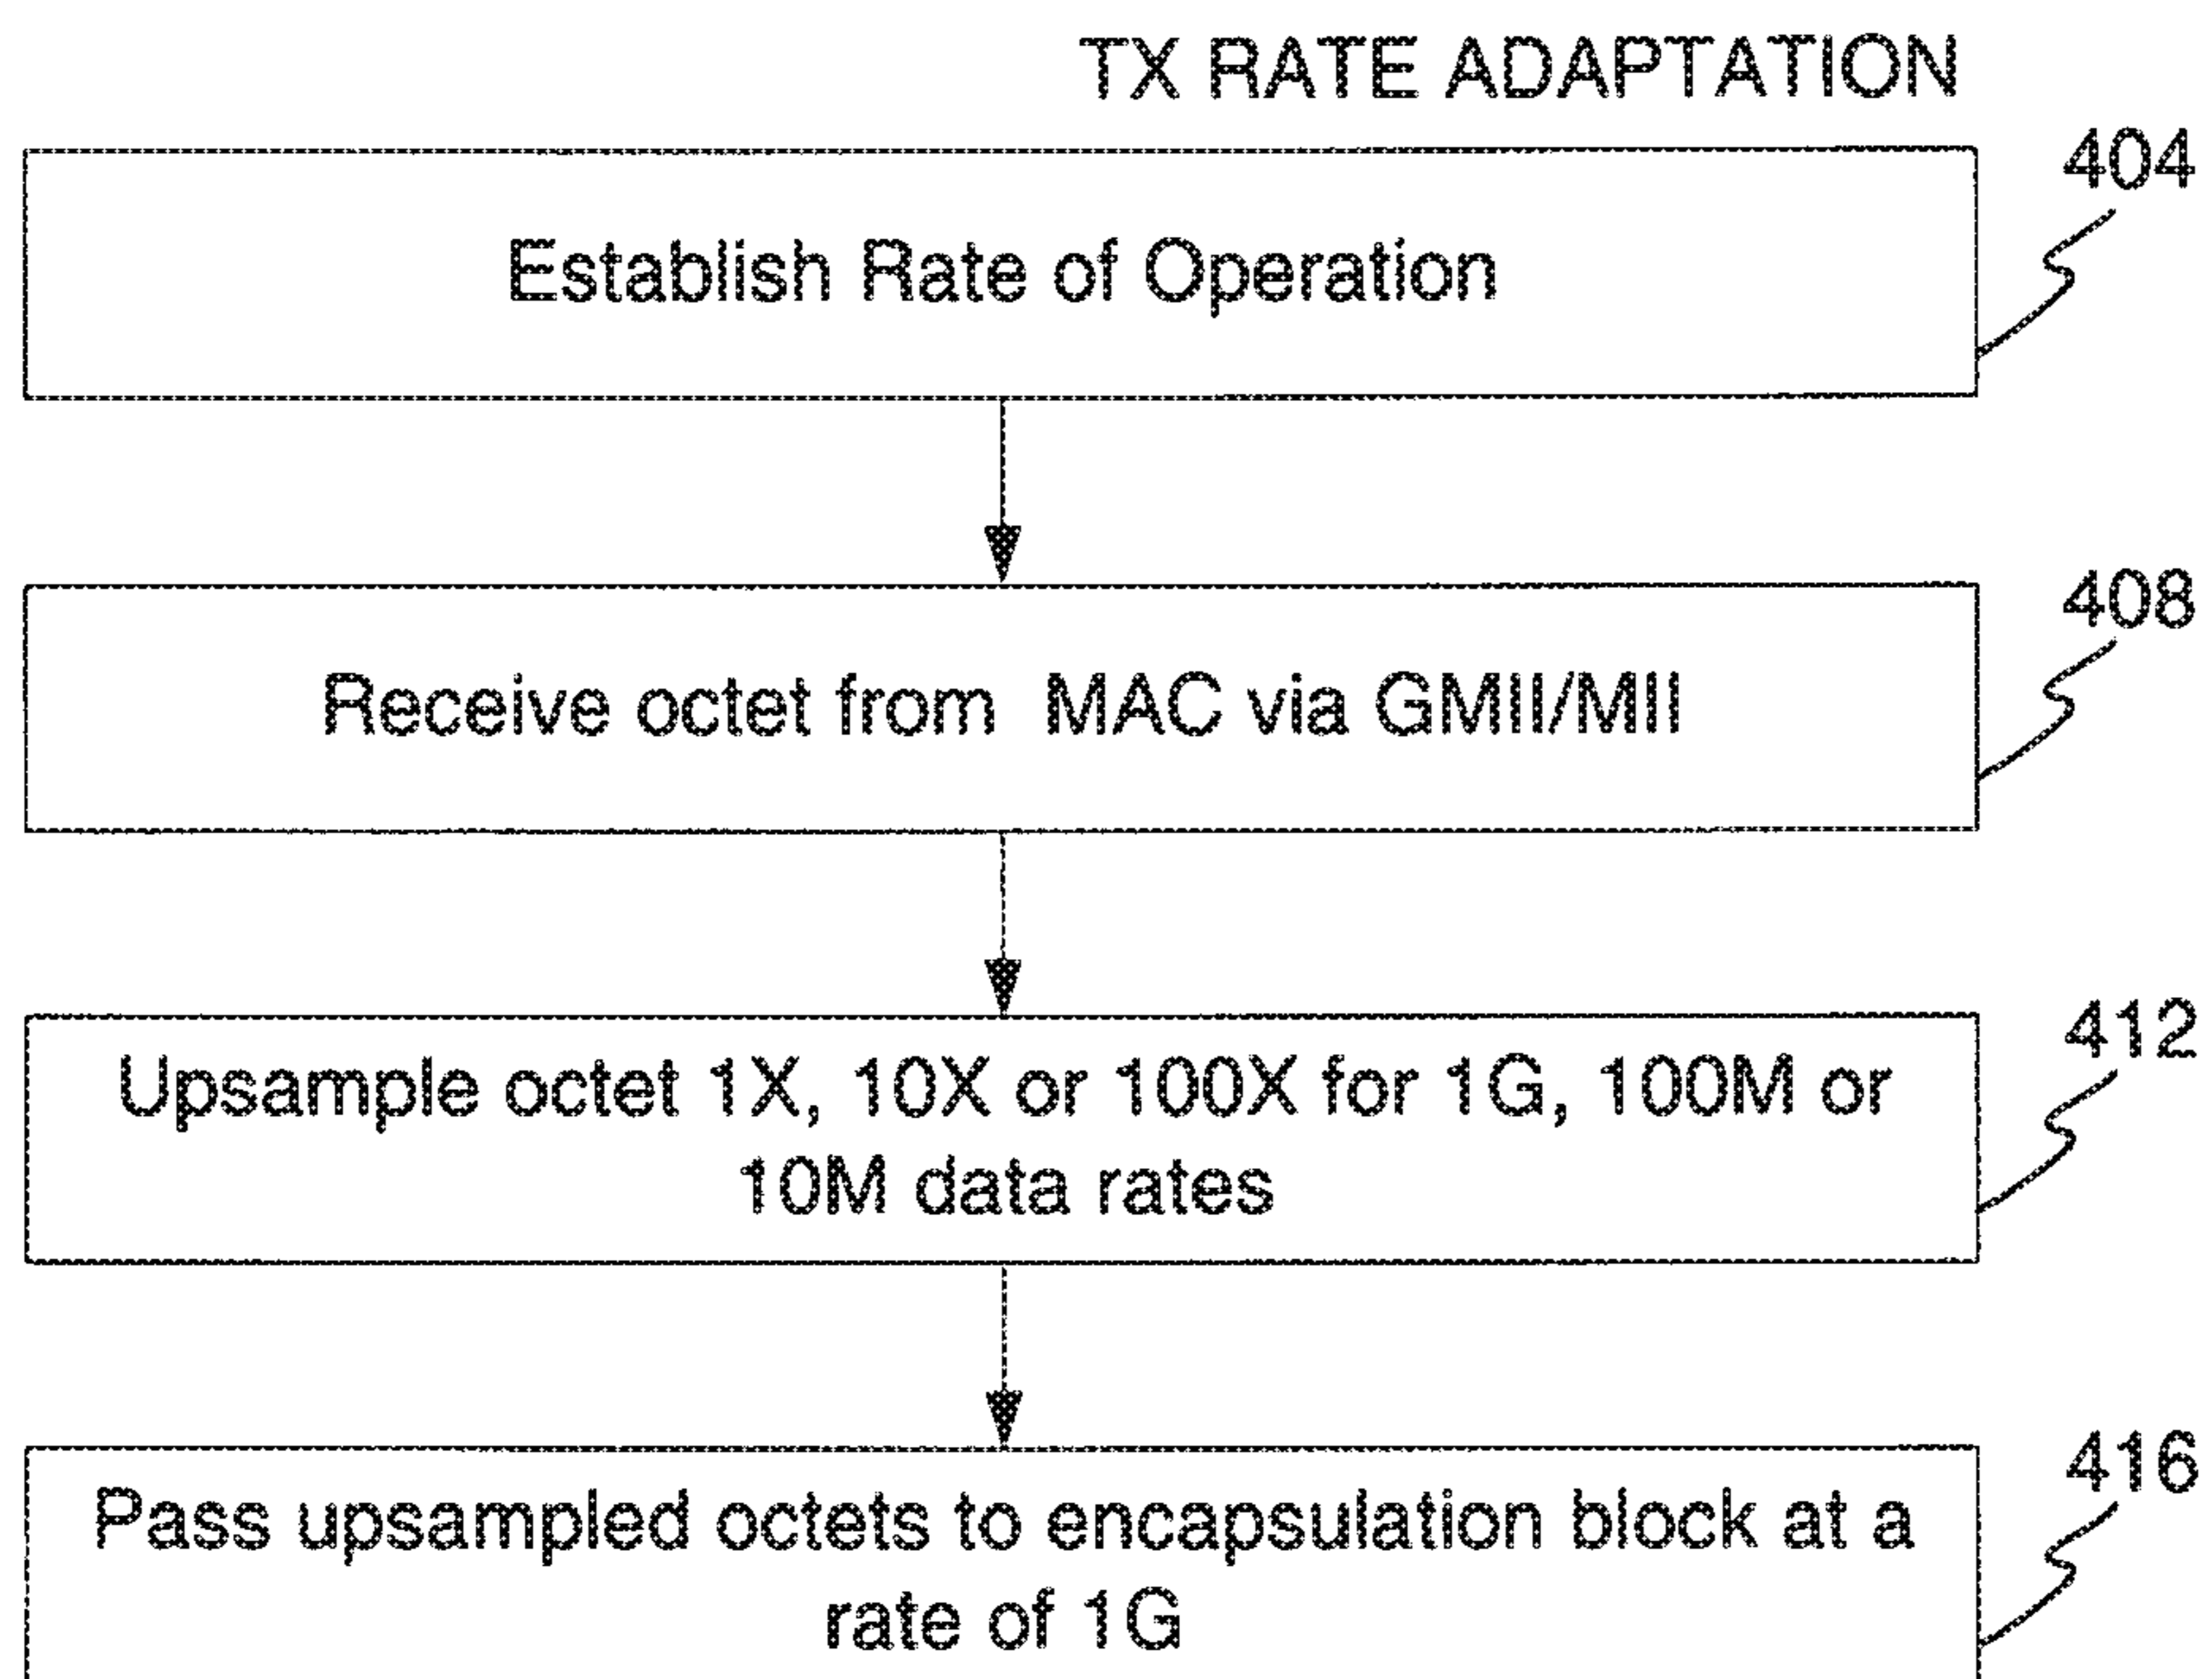 TX RATE ADAPTATION
404
Establish Rate of Operation
408
Receive octet from MAC via GMII/MII
412
Upsample octet 1X, 10X or 100X for 1G, 100M or
10M data rates
416
Pass upsampled octets to encapsulation block at a
rate of 1G